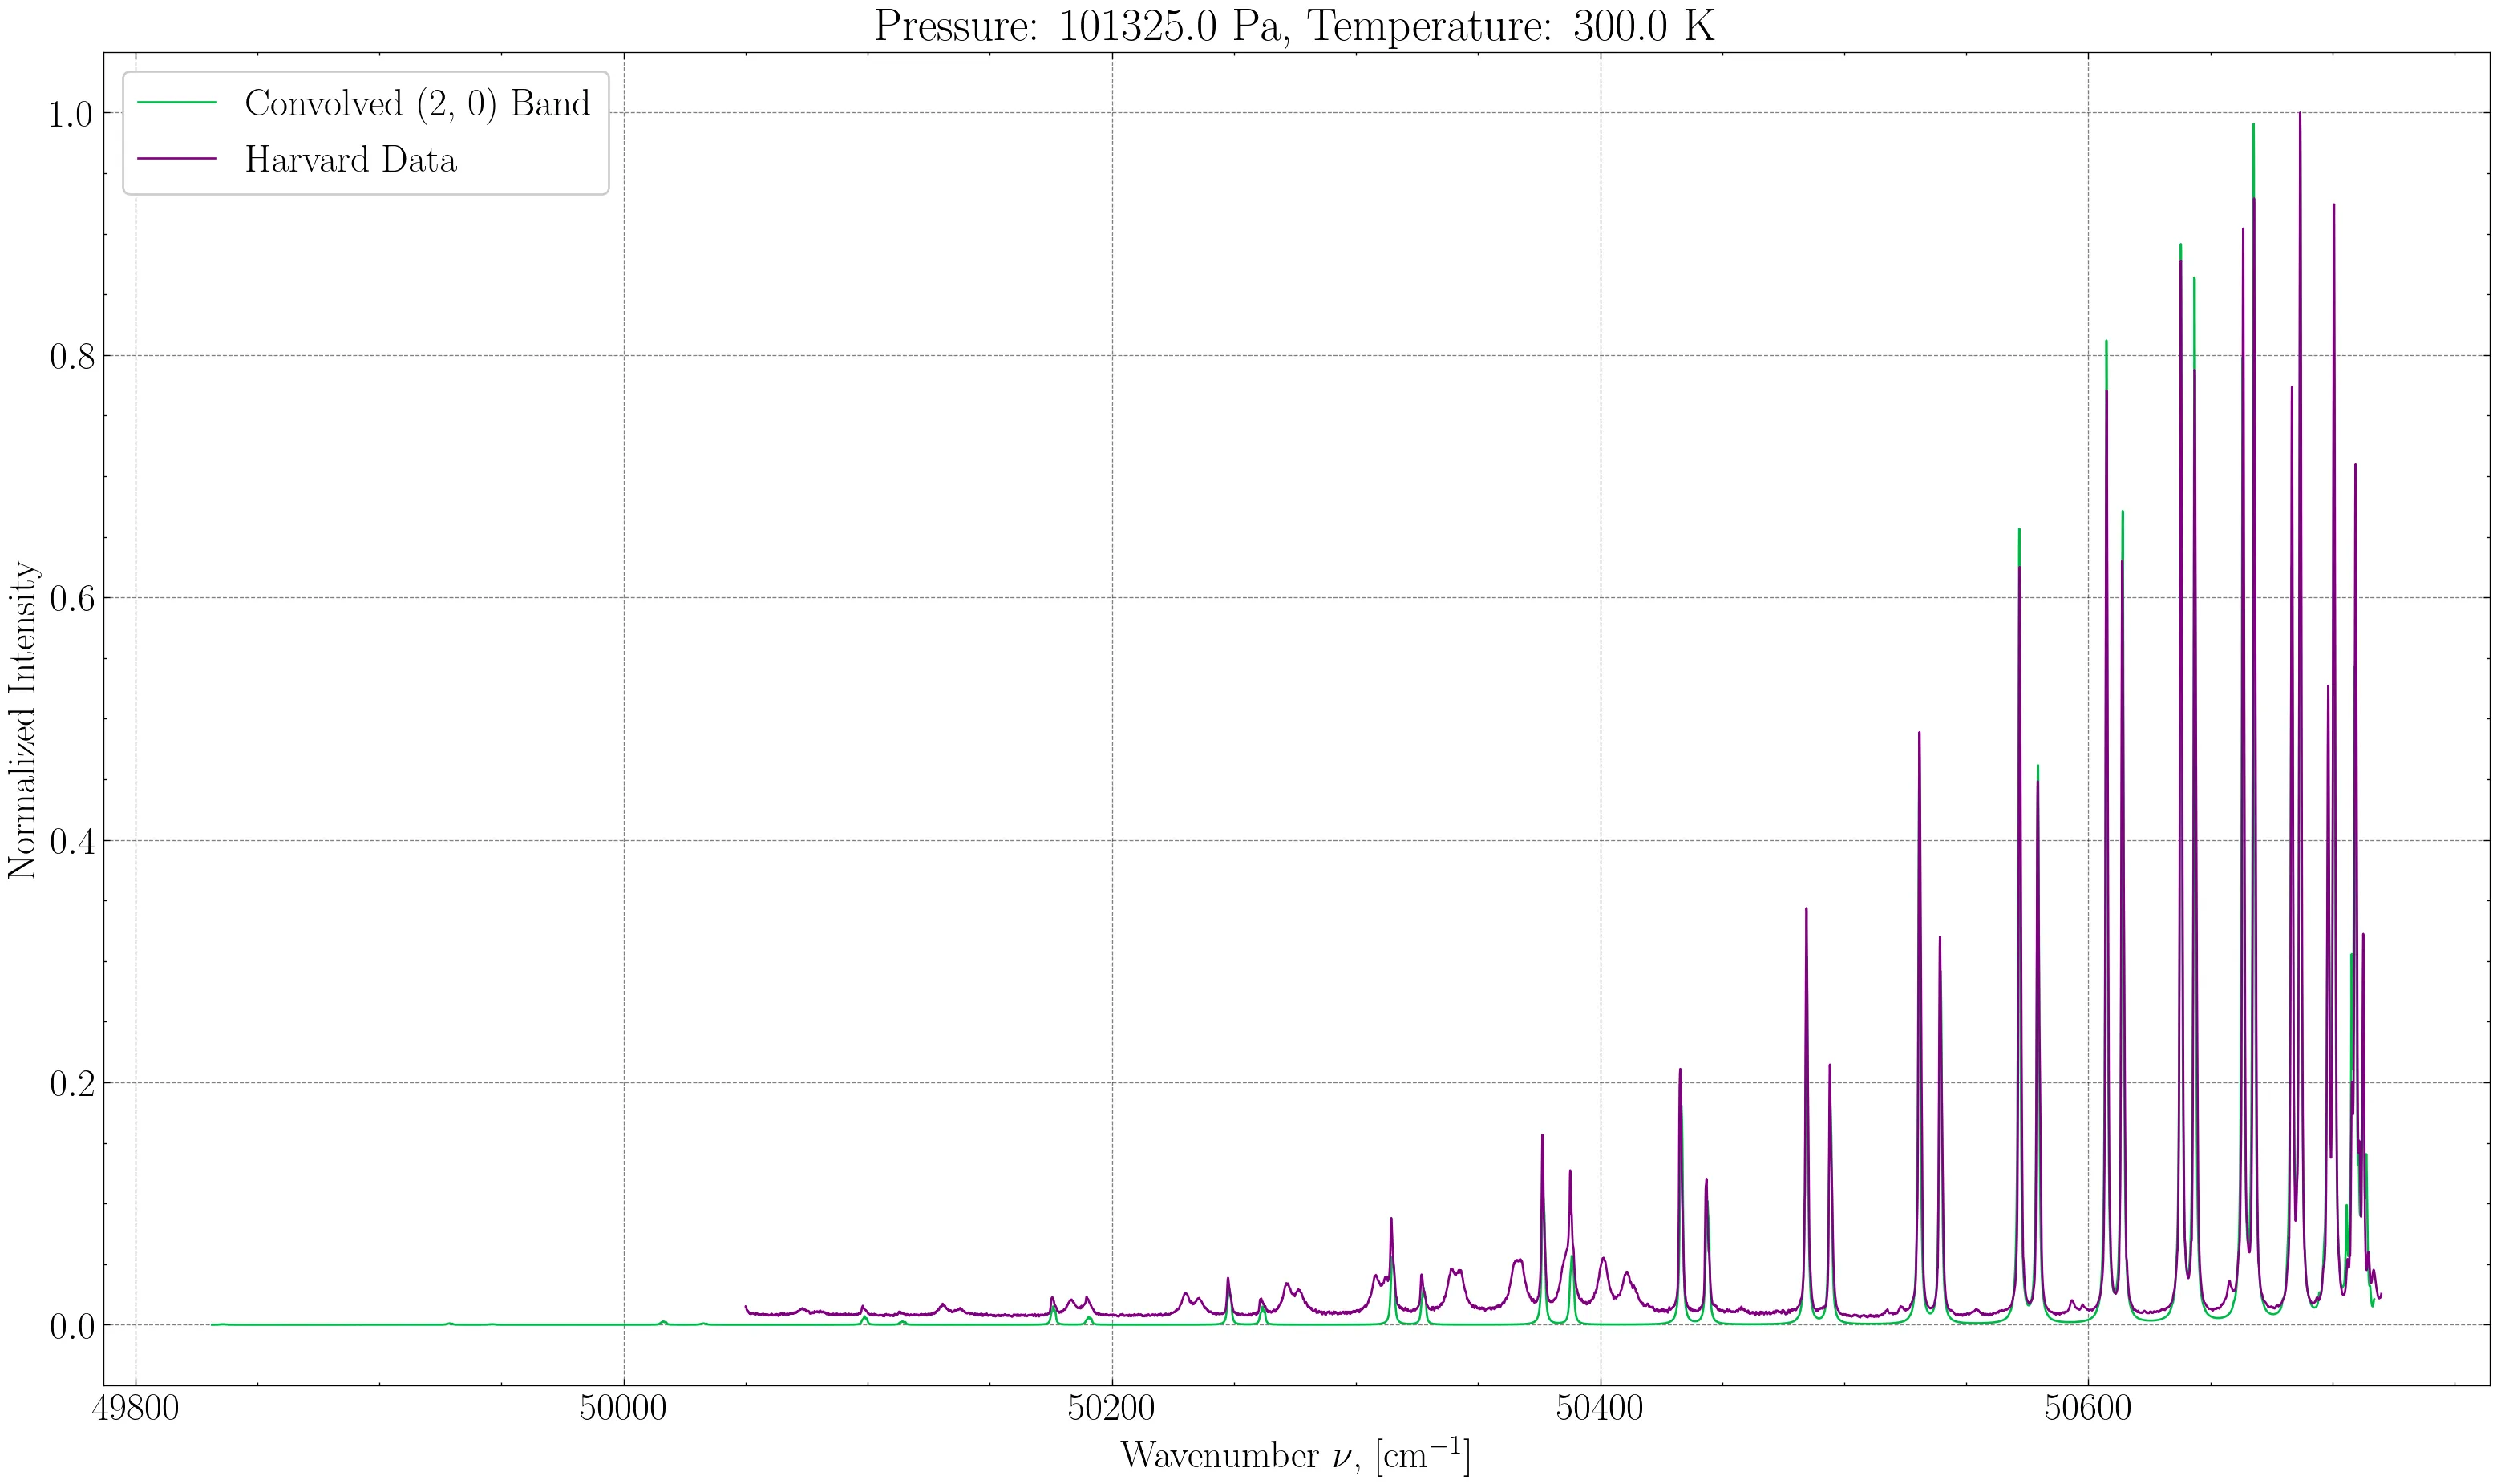 Pressure: 101325.0 Pa, Temperature: 300.0 K
Convolved (2, 0) Band
Harvard Data
Normalized Intensity
1.0
0.8
0.6
0.4
0.2
0.0
49800 50000 50200 50400 50600
Wavenumber ν, [cm⁻¹]